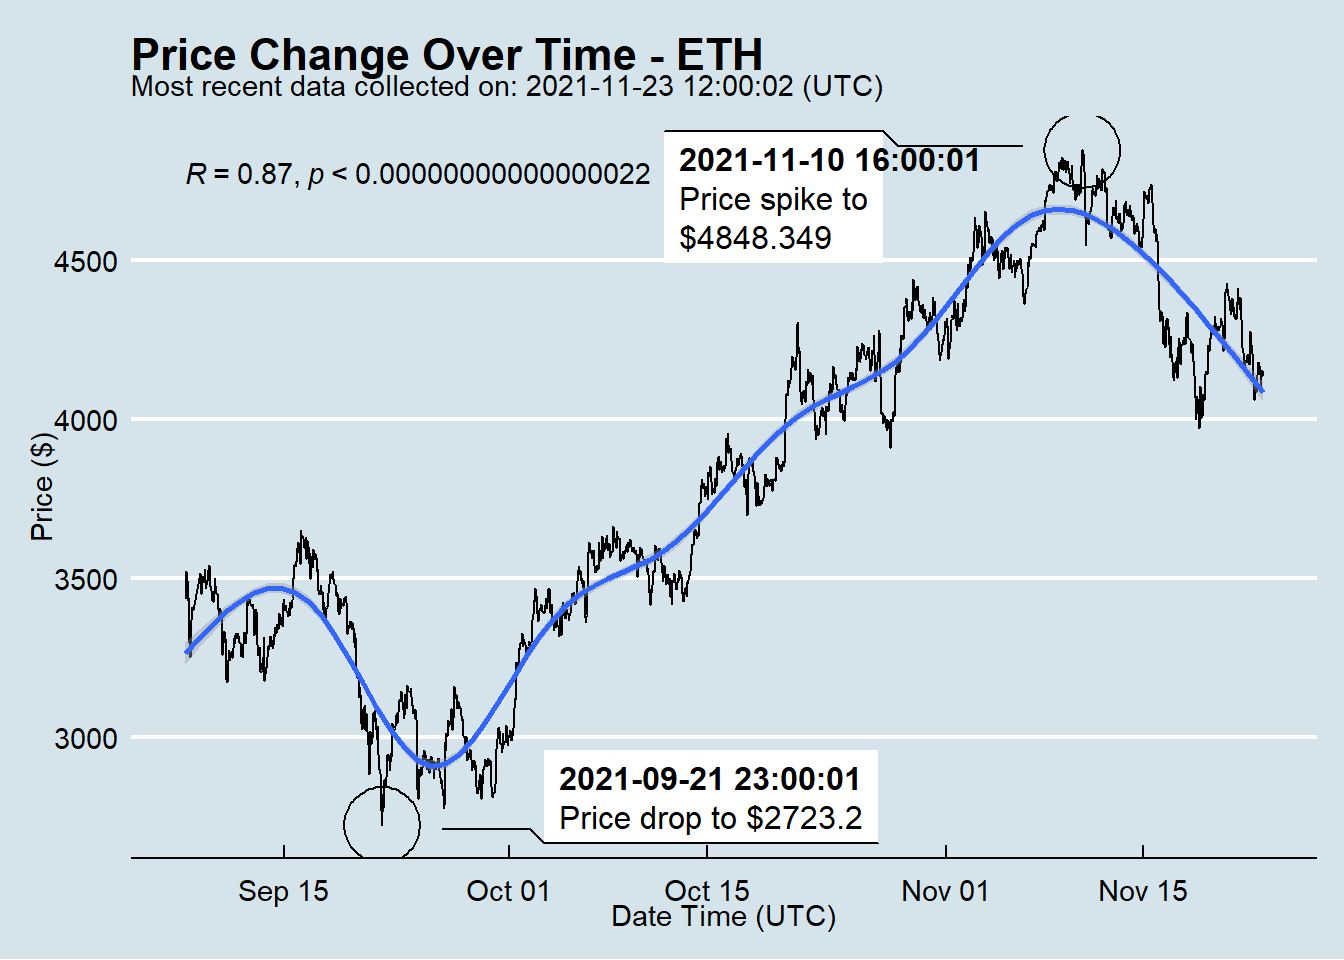 Price Change Over Time - ETH
Most recent data collected on: 2021-11-23 12:00:02 (UTC)
R = 0.87, p < 0.00000000000000022
2021-11-10 16:00:01
Price spike to
$4848.349
4500
4000
3500
3000
Price ($)
2021-09-21 23:00:01
Price drop to $2723.2
Sep 15
Oct 01
Oct 15
Nov 01
Nov 15
Date Time (UTC)